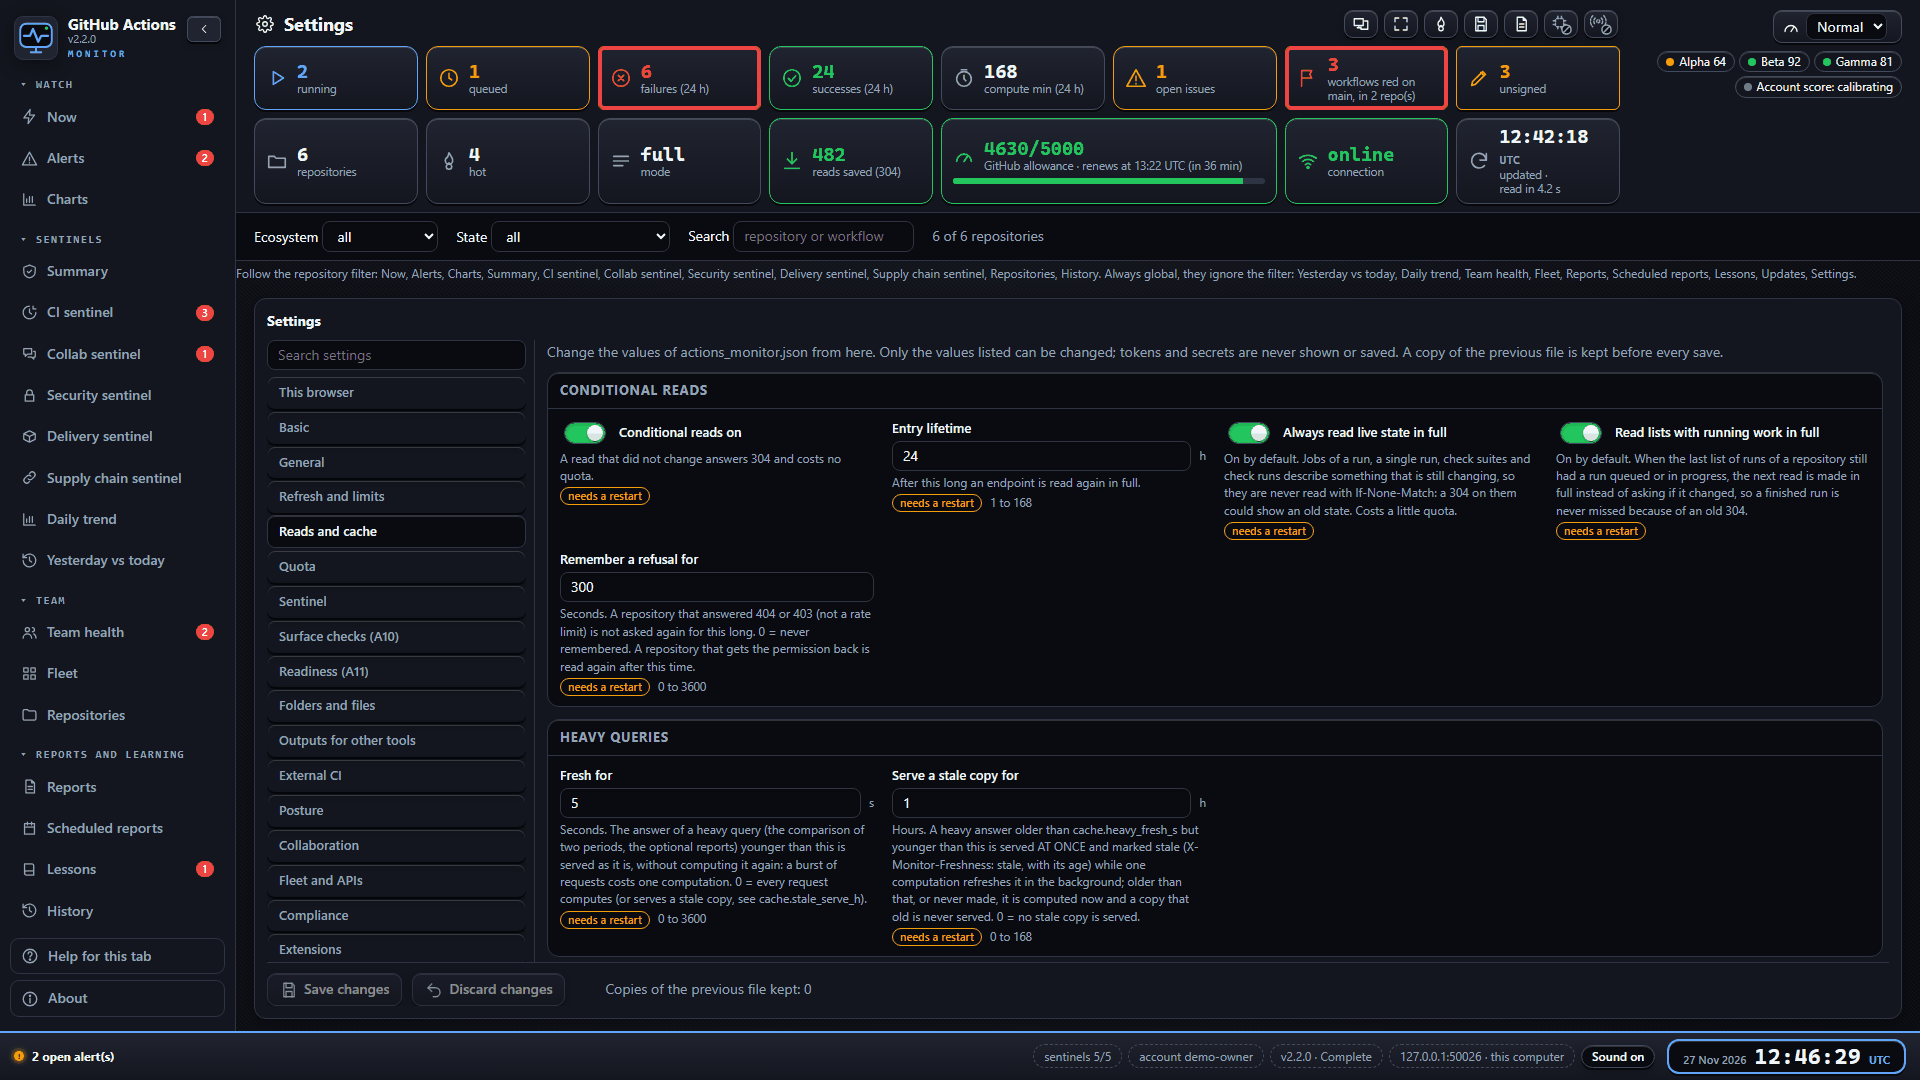 GitHub Actions
v2.2.0
MONITOR
WATCH
Now 1
Alerts 2
Charts
SENTINELS
Summary
CI sentinel 3
Collab sentinel 1
Security sentinel
Delivery sentinel
Supply chain sentinel
Daily trend
Yesterday vs today
TEAM
Team health 2
Fleet
Repositories
REPORTS AND LEARNING
Reports
Scheduled reports
Lessons 1
History
Help for this tab
About
Settings
Normal
2
running
1
queued
6
failures (24 h)
24
successes (24 h)
168
compute min (24 h)
1
open issues
3
workflows red on
main, in 2 repo(s)
3
unsigned
Alpha 64
Beta 92
Gamma 81
Account score: calibrating
6
repositories
4
hot
full
mode
482
reads saved (304)
4630/5000
GitHub allowance · renews at 13:22 UTC (in 36 min)
online
connection
12:42:18
UTC
updated ·
read in 4.2 s
Ecosystem all State all Search repository or workflow 6 of 6 repositories
Follow the repository filter: Now, Alerts, Charts, Summary, CI sentinel, Collab sentinel, Security sentinel, Delivery sentinel, Supply chain sentinel, Repositories, History. Always global, they ignore the filter: Yesterday vs today, Daily trend, Team health, Fleet, Reports, Scheduled reports, Lessons, Updates, Settings.
Settings
Search settings
This browser
Basic
General
Refresh and limits
Reads and cache
Quota
Sentinel
Surface checks (A10)
Readiness (A11)
Folders and files
Outputs for other tools
External CI
Posture
Collaboration
Fleet and APIs
Compliance
Extensions
Change the values of actions_monitor.json from here. Only the values listed can be changed; tokens and secrets are never shown or saved. A copy of the previous file is kept before every save.
CONDITIONAL READS
Conditional reads on
A read that did not change answers 304 and costs no
quota.
needs a restart
Entry lifetime
24 h
After this long an endpoint is read again in full.
needs a restart 1 to 168
Always read live state in full
On by default. Jobs of a run, a single run, check suites and
check runs describe something that is still changing, so
they are never read with If-None-Match: a 304 on them
could show an old state. Costs a little quota.
needs a restart
Read lists with running work in full
On by default. When the last list of runs of a repository still
had a run queued or in progress, the next read is made in
full instead of asking if it changed, so a finished run is
never missed because of an old 304.
needs a restart
Remember a refusal for
300
Seconds. A repository that answered 404 or 403 (not a rate
limit) is not asked again for this long. 0 = never
remembered. A repository that gets the permission back is
read again after this time.
needs a restart 0 to 3600
HEAVY QUERIES
Fresh for
5 s
Seconds. The answer of a heavy query (the comparison of
two periods, the optional reports) younger than this is
served as it is, without computing it again: a burst of
requests costs one computation. 0 = every request
computes (or serves a stale copy, see cache.stale_serve_h).
needs a restart 0 to 3600
Serve a stale copy for
1 h
Hours. A heavy answer older than cache.heavy_fresh_s but
younger than this is served AT ONCE and marked stale (X-
Monitor-Freshness: stale, with its age) while one
computation refreshes it in the background; older than
that, or never made, it is computed now and a copy that
old is never served. 0 = no stale copy is served.
needs a restart 0 to 168
Save changes
Discard changes
Copies of the previous file kept: 0
2 open alert(s)
sentinels 5/5
account demo-owner
v2.2.0 · Complete
127.0.0.1:50026 · this computer
Sound on
27 Nov 2026 12:46:29 UTC